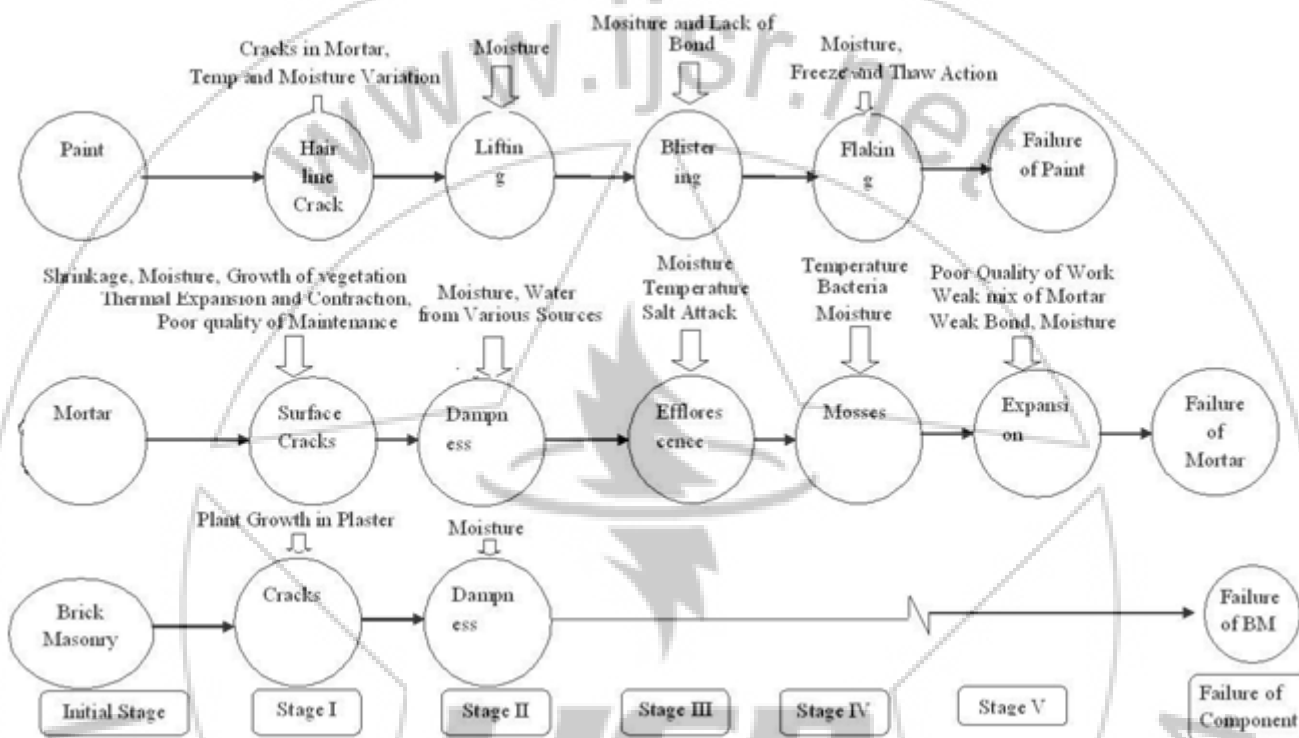 www.ijsr.net
Cracks in Mortar,
Temp and Moisture Variation
Moisture
Mositure and Lack of
Bond
Moisture,
Freeze and Thaw Action
Paint
Hair
line
Crack
Liftin
g
Blister
ing
Flakin
g
Failure
of Paint
Shrinkage, Moisture, Growth of vegetation
Thermal Expansion and Contraction,
Poor quality of Maintenance
Moisture, Water
from Various Sources
Moisture
Temperature
Salt Attack
Temperature
Bacteria
Moisture
Poor Quality of Work
Weak mix of Mortar
Weak Bond, Moisture
Mortar
Surface
Cracks
Dampn
ess
Efflores
cence
Mosses
Expansi
on
Failure
of
Mortar
Plant Growth in Plaster
Moisture
Brick
Masonry
Cracks
Dampn
ess
Failure
of BM
Initial Stage
Stage I
Stage II
Stage III
Stage IV
Stage V
Failure of
Component